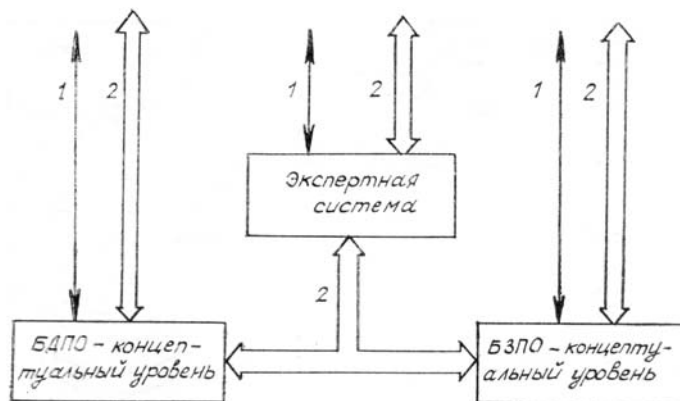 1 2 1 2 1 2
Экспертная
система
2
БДПО – концеп-
туальный уровень
БЗПО – концепту-
альный уровень